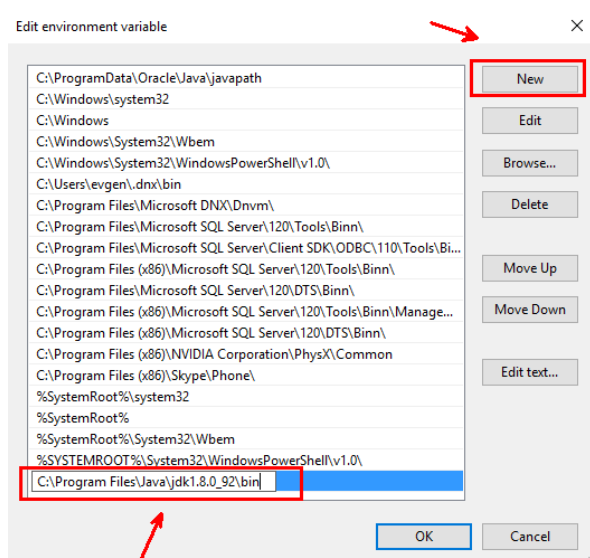 Edit environment variable
C:\ProgramData\Oracle\Java\javapath
New
C:\Windows\system32
C:\Windows
Edit
C:\Windows\System32\Wbem
C:\Windows\System32\WindowsPowerShell\v1.0\
Browse...
C:\Users\evgen\.dnx\bin
C:\Program Files\Microsoft DNX\Dnvm\
Delete
C:\Program Files\Microsoft SQL Server\120\Tools\Binn\
C:\Program Files\Microsoft SQL Server\Client SDK\ODBC\110\Tools\Bi...
C:\Program Files (x86)\Microsoft SQL Server\120\Tools\Binn\
Move Up
C:\Program Files\Microsoft SQL Server\120\DTS\Binn\
C:\Program Files (x86)\Microsoft SQL Server\120\Tools\Binn\Manage...
Move Down
C:\Program Files (x86)\Microsoft SQL Server\120\DTS\Binn\
C:\Program Files (x86)\NVIDIA Corporation\PhysX\Common
C:\Program Files (x86)\Skype\Phone\
Edit text...
%SystemRoot%\system32
%SystemRoot%
%SystemRoot%\System32\Wbem
%SYSTEMROOT%\System32\WindowsPowerShell\v1.0\
C:\Program Files\Java\jdk1.8.0_92\bin
OK
Cancel